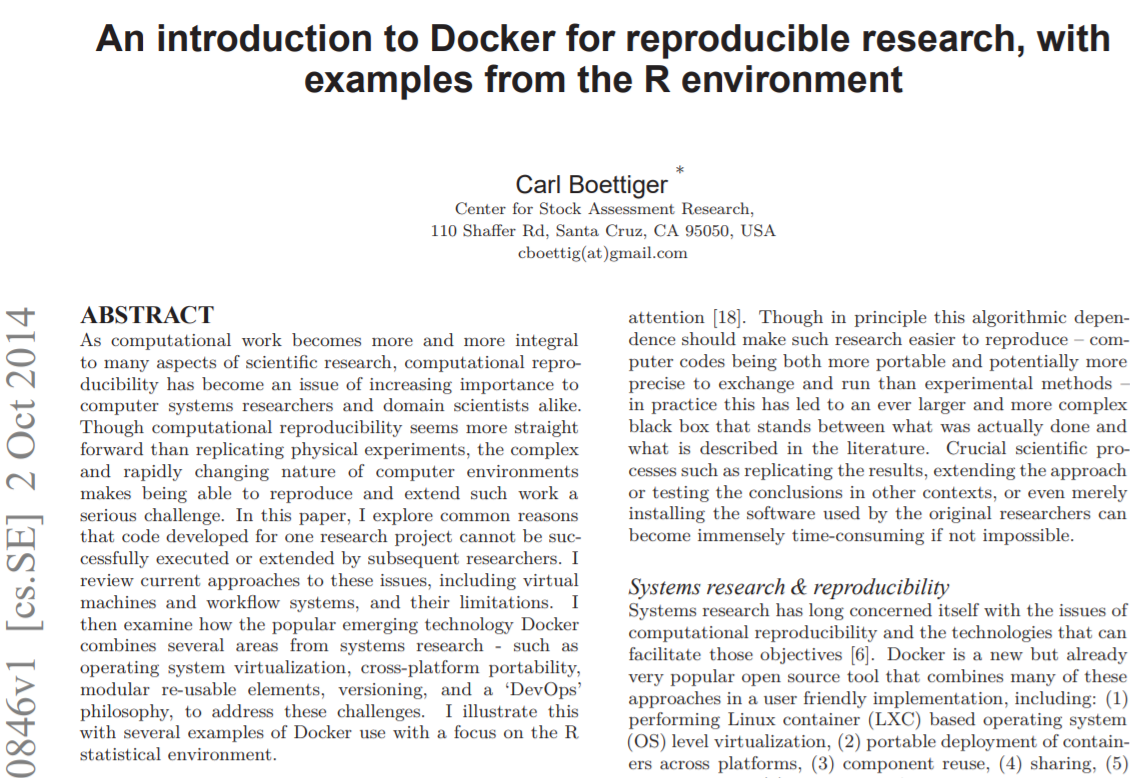 An introduction to Docker for reproducible research, with
examples from the R environment
Carl Boettiger *
Center for Stock Assessment Research,
110 Shaffer Rd, Santa Cruz, CA 95050, USA
cboettig(at)gmail.com
0846v1 [cs.SE] 2 Oct 2014
ABSTRACT
As computational work becomes more and more integral
to many aspects of scientific research, computational repro-
ducibility has become an issue of increasing importance to
computer systems researchers and domain scientists alike.
Though computational reproducibility seems more straight
forward than replicating physical experiments, the complex
and rapidly changing nature of computer environments
makes being able to reproduce and extend such work a
serious challenge. In this paper, I explore common reasons
that code developed for one research project cannot be suc-
cessfully executed or extended by subsequent researchers. I
review current approaches to these issues, including virtual
machines and workflow systems, and their limitations. I
then examine how the popular emerging technology Docker
combines several areas from systems research - such as
operating system virtualization, cross-platform portability,
modular re-usable elements, versioning, and a ‘DevOps’
philosophy, to address these challenges. I illustrate this
with several examples of Docker use with a focus on the R
statistical environment.
attention [18]. Though in principle this algorithmic depen-
dence should make such research easier to reproduce – com-
puter codes being both more portable and potentially more
precise to exchange and run than experimental methods –
in practice this has led to an ever larger and more complex
black box that stands between what was actually done and
what is described in the literature. Crucial scientific pro-
cesses such as replicating the results, extending the approach
or testing the conclusions in other contexts, or even merely
installing the software used by the original researchers can
become immensely time-consuming if not impossible.
Systems research & reproducibility
Systems research has long concerned itself with the issues of
computational reproducibility and the technologies that can
facilitate those objectives [6]. Docker is a new but already
very popular open source tool that combines many of these
approaches in a user friendly implementation, including: (1)
performing Linux container (LXC) based operating system
(OS) level virtualization, (2) portable deployment of contain-
ers across platforms, (3) component reuse, (4) sharing, (5)